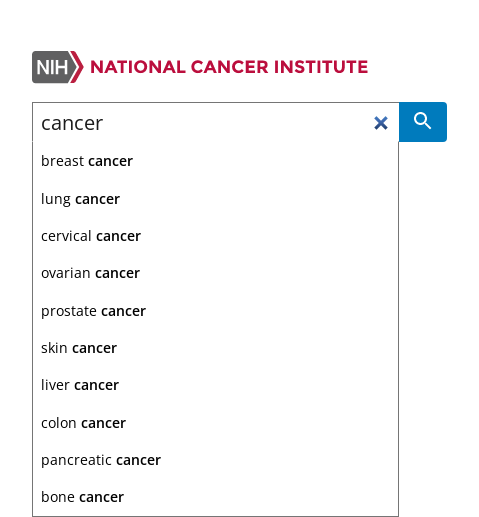 NIH NATIONAL CANCER INSTITUTE
cancer
breast cancer
lung cancer
cervical cancer
ovarian cancer
prostate cancer
skin cancer
liver cancer
colon cancer
pancreatic cancer
bone cancer